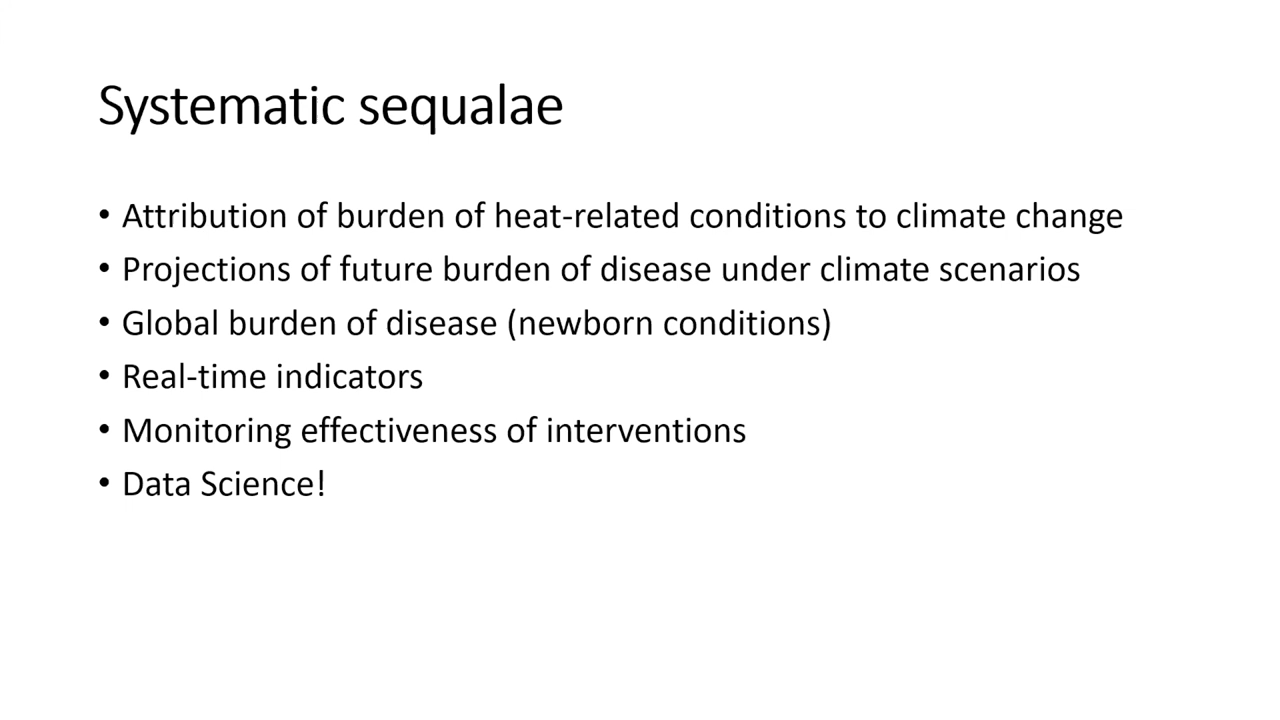 Systematic sequalae
• Attribution of burden of heat-related conditions to climate change
• Projections of future burden of disease under climate scenarios
• Global burden of disease (newborn conditions)
• Real-time indicators
• Monitoring effectiveness of interventions
• Data Science!